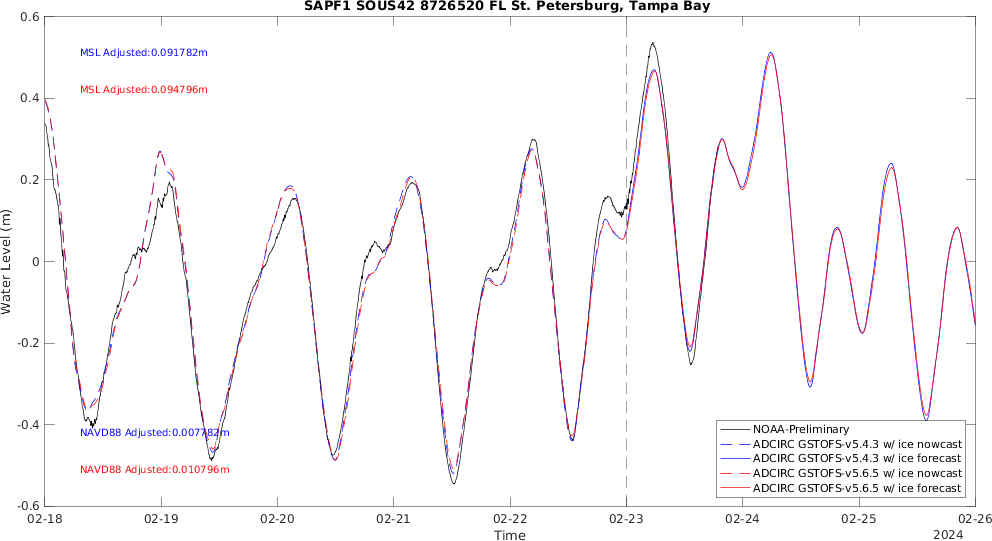 SAPF1 SOUS42 8726520 FL St. Petersburg, Tampa Bay
0.6
MSL Adjusted:0.091782m
MSL Adjusted:0.094796m
0.4
0.2
0
Water Level (m)
-0.2
-0.4
NAVD88 Adjusted:0.007782m
NAVD88 Adjusted:0.010796m
-0.6
NOAA-Preliminary
ADCIRC GSTOFS-v5.4.3 w/ ice nowcast
ADCIRC GSTOFS-v5.4.3 w/ ice forecast
ADCIRC GSTOFS-v5.6.5 w/ ice nowcast
ADCIRC GSTOFS-v5.6.5 w/ ice forecast
02-18 02-19 02-20 02-21 02-22 02-23 02-24 02-25 02-26
Time
2024